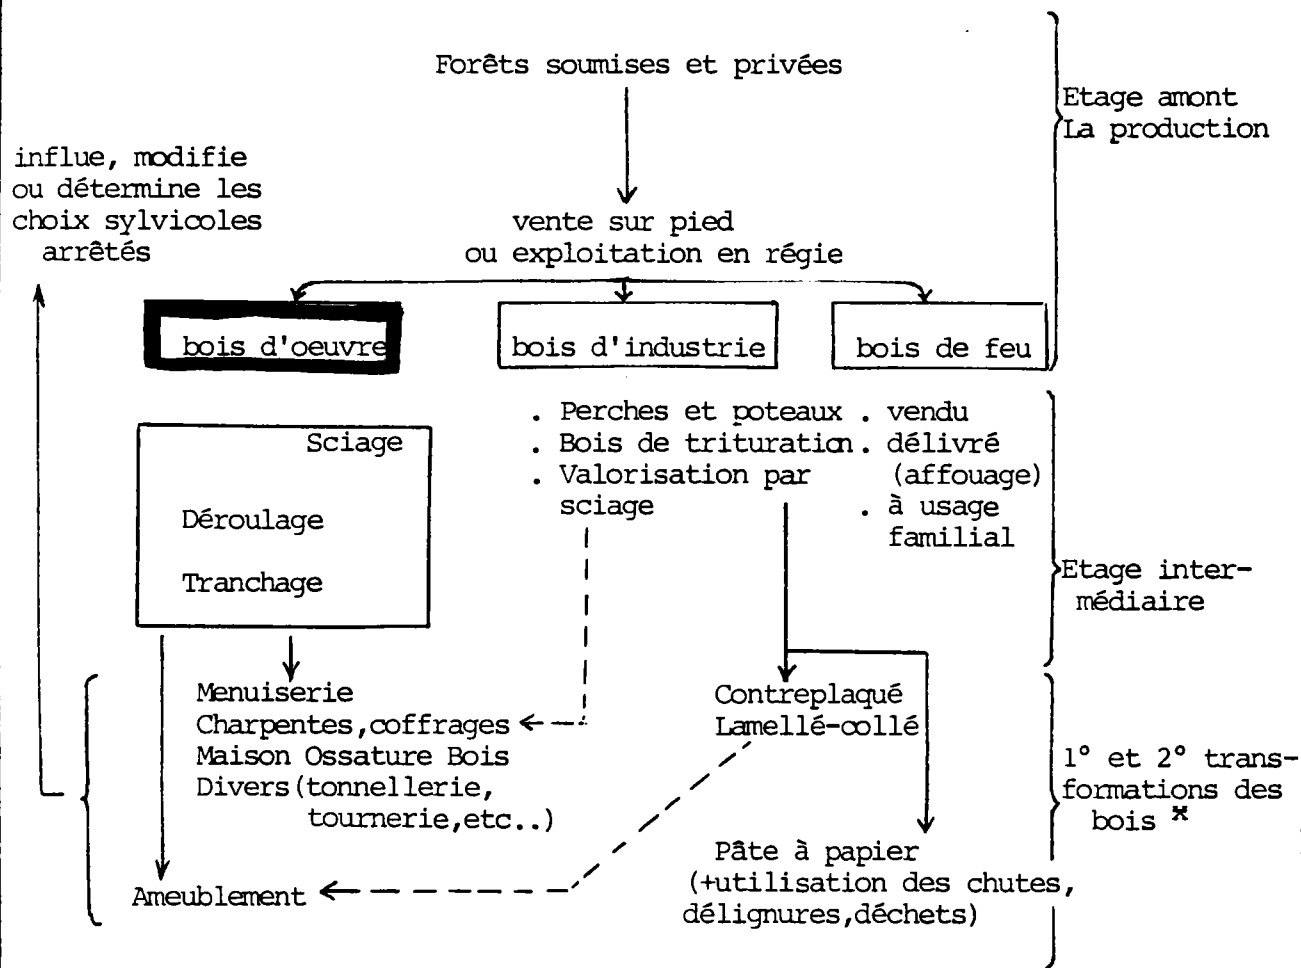 Forêts soumises et privées
Etage amont
La production
influe, modifie
ou détermine les
choix sylvicoles
arrêtés
vente sur pied
ou exploitation en régie
bois d'oeuvre
bois d'industrie
bois de feu
Sciage
Déroulage
Tranchage
. Perches et poteaux
. Bois de trituration
. Valorisation par
sciage
. vendu
. délivré
(affouage)
. à usage
familial
Etage inter-
médiaire
Menuiserie
Charpentes,coffrages
Maison Ossature Bois
Divers(tonnellerie,
tournerie,etc..)
Ameublement
Contreplaqué
Lamellé-collé
Pâte à papier
(+utilisation des chutes,
délignures,déchets)
1° et 2° trans-
formations des
bois *